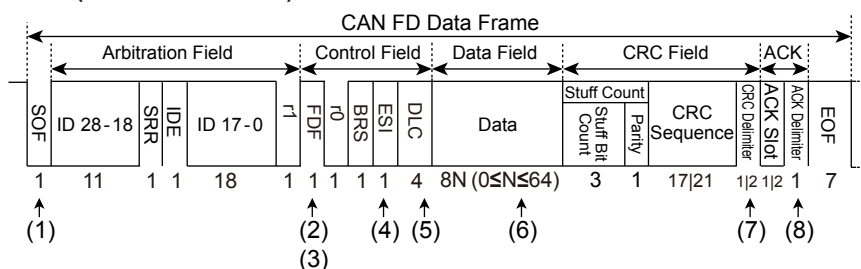 CAN FD Data Frame
Arbitration Field Control Field Data Field CRC Field ACK
SOF ID 28-18 SRR IDE ID 17-0 r1 FDF r0 BRS ESI DLC Data Stuff Count Stuff Bit Count Parity CRC Sequence CRC Delimiter ACK Slot ACK Delimiter EOF
1 11 1 1 18 1 1 1 1 1 4 8N (0≤N≤64) 3 1 17|21 1|2 1|2 1 7
(1) (2) (4) (5) (6) (7) (8)
(3)